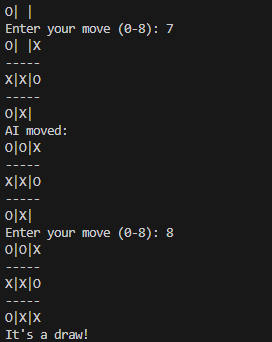 O| |
Enter your move (0-8): 7
O| |X
-----
X|X|O
-----
O|X|
AI moved:
O|O|X
-----
X|X|O
-----
O|X|
Enter your move (0-8): 8
O|O|X
-----
X|X|O
-----
O|X|X
It's a draw!